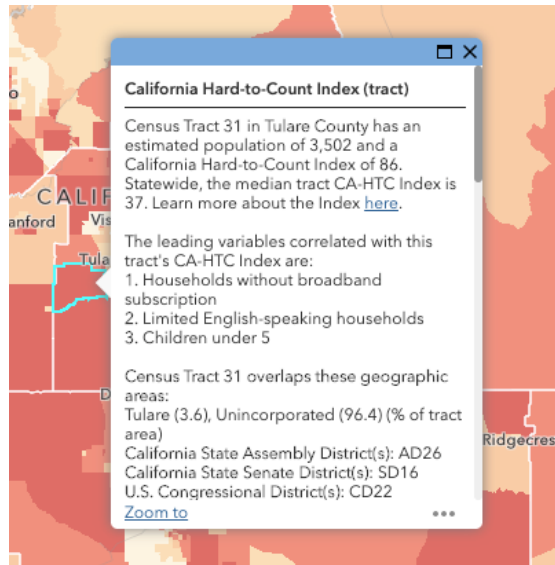 California Hard-to-Count Index (tract)
Census Tract 31 in Tulare County has an
estimated population of 3,502 and a
California Hard-to-Count Index of 86.
Statewide, the median tract CA-HTC Index is
37. Learn more about the Index here.
The leading variables correlated with this
tract's CA-HTC Index are:
1. Households without broadband
subscription
2. Limited English-speaking households
3. Children under 5
Census Tract 31 overlaps these geographic
areas:
Tulare (3.6), Unincorporated (96.4) (% of tract
area)
California State Assembly District(s): AD26
California State Senate District(s): SD16
U.S. Congressional District(s): CD22
Zoom to
o
CALIF
anford
Vis
Tula
D
Ridgecres